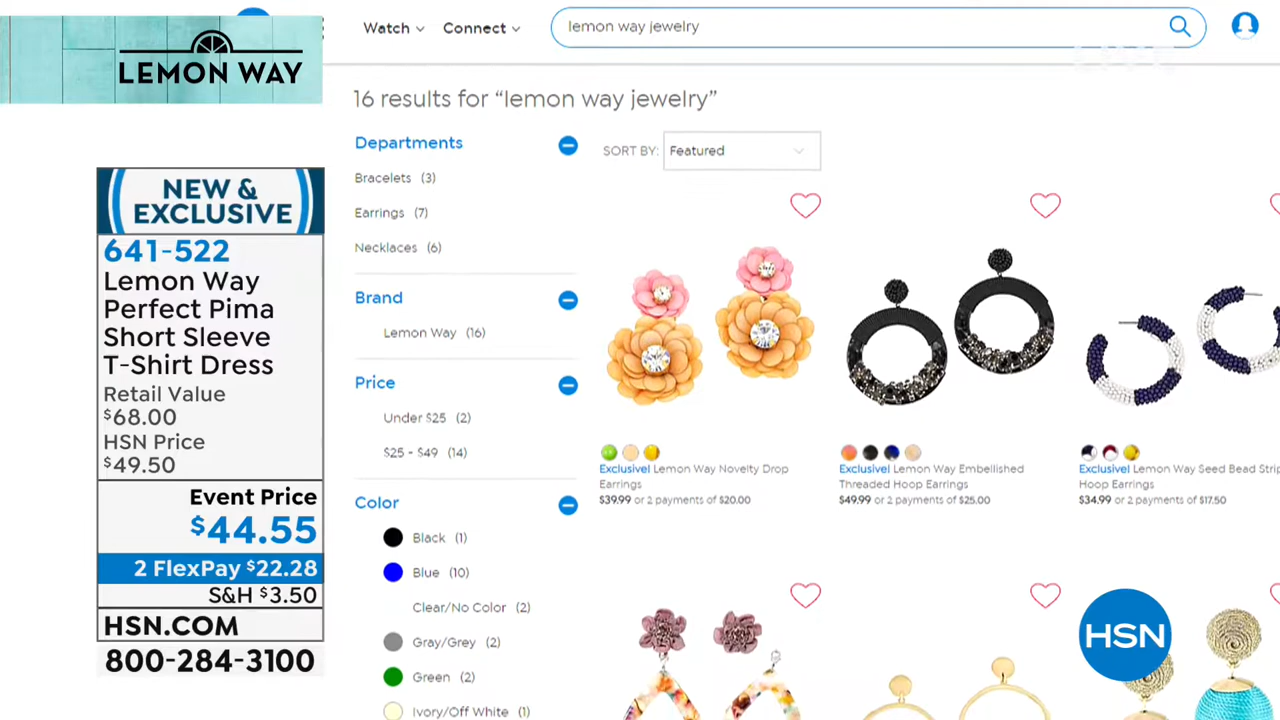 LEMON WAY
Watch
Connect
lemon way jewelry
LIVE
16 results for “lemon way jewelry”
Departments
Bracelets (3)
Earrings (7)
Necklaces (6)
Brand
Lemon Way (16)
Price
Under $25 (2)
$25 - $49 (14)
Color
Black (1)
Blue (10)
Clear/No Color (2)
Gray/Grey (2)
Green (2)
Ivory/Off White (1)
SORT BY: Featured
Exclusive! Lemon Way Novelty Drop
Earrings
$39.99 or 2 payments of $20.00
Exclusive! Lemon Way Embellished
Threaded Hoop Earrings
$49.99 or 2 payments of $25.00
Exclusive! Lemon Way Seed Bead Strip
Hoop Earrings
$34.99 or 2 payments of $17.50
NEW &
EXCLUSIVE
641-522
Lemon Way
Perfect Pima
Short Sleeve
T-Shirt Dress
Retail Value
$68.00
HSN Price
$49.50
Event Price
$44.55
2 FlexPay $22.28
S&H $3.50
HSN.COM
800-284-3100
HSN